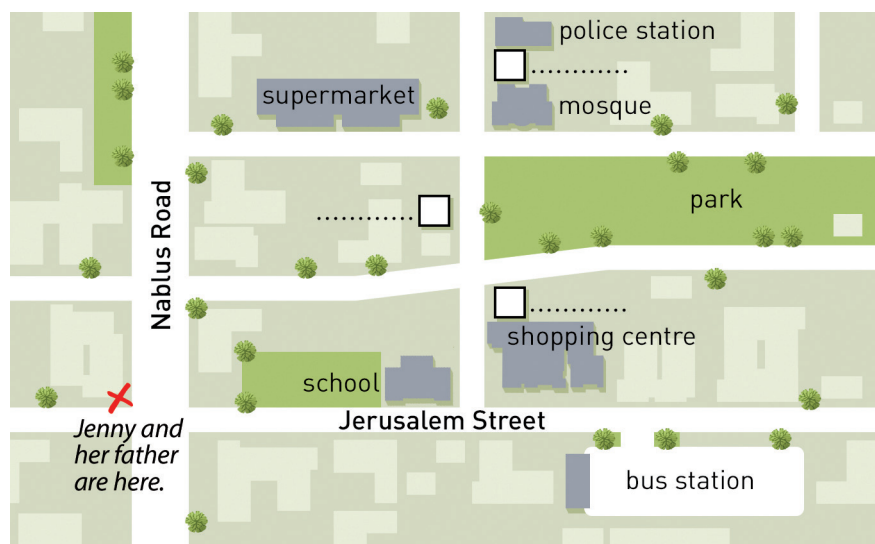 police station
supermarket
mosque
............
............
park
Nablus Road
............
shopping centre
school
Jerusalem Street
Jenny and
her father
are here.
bus station